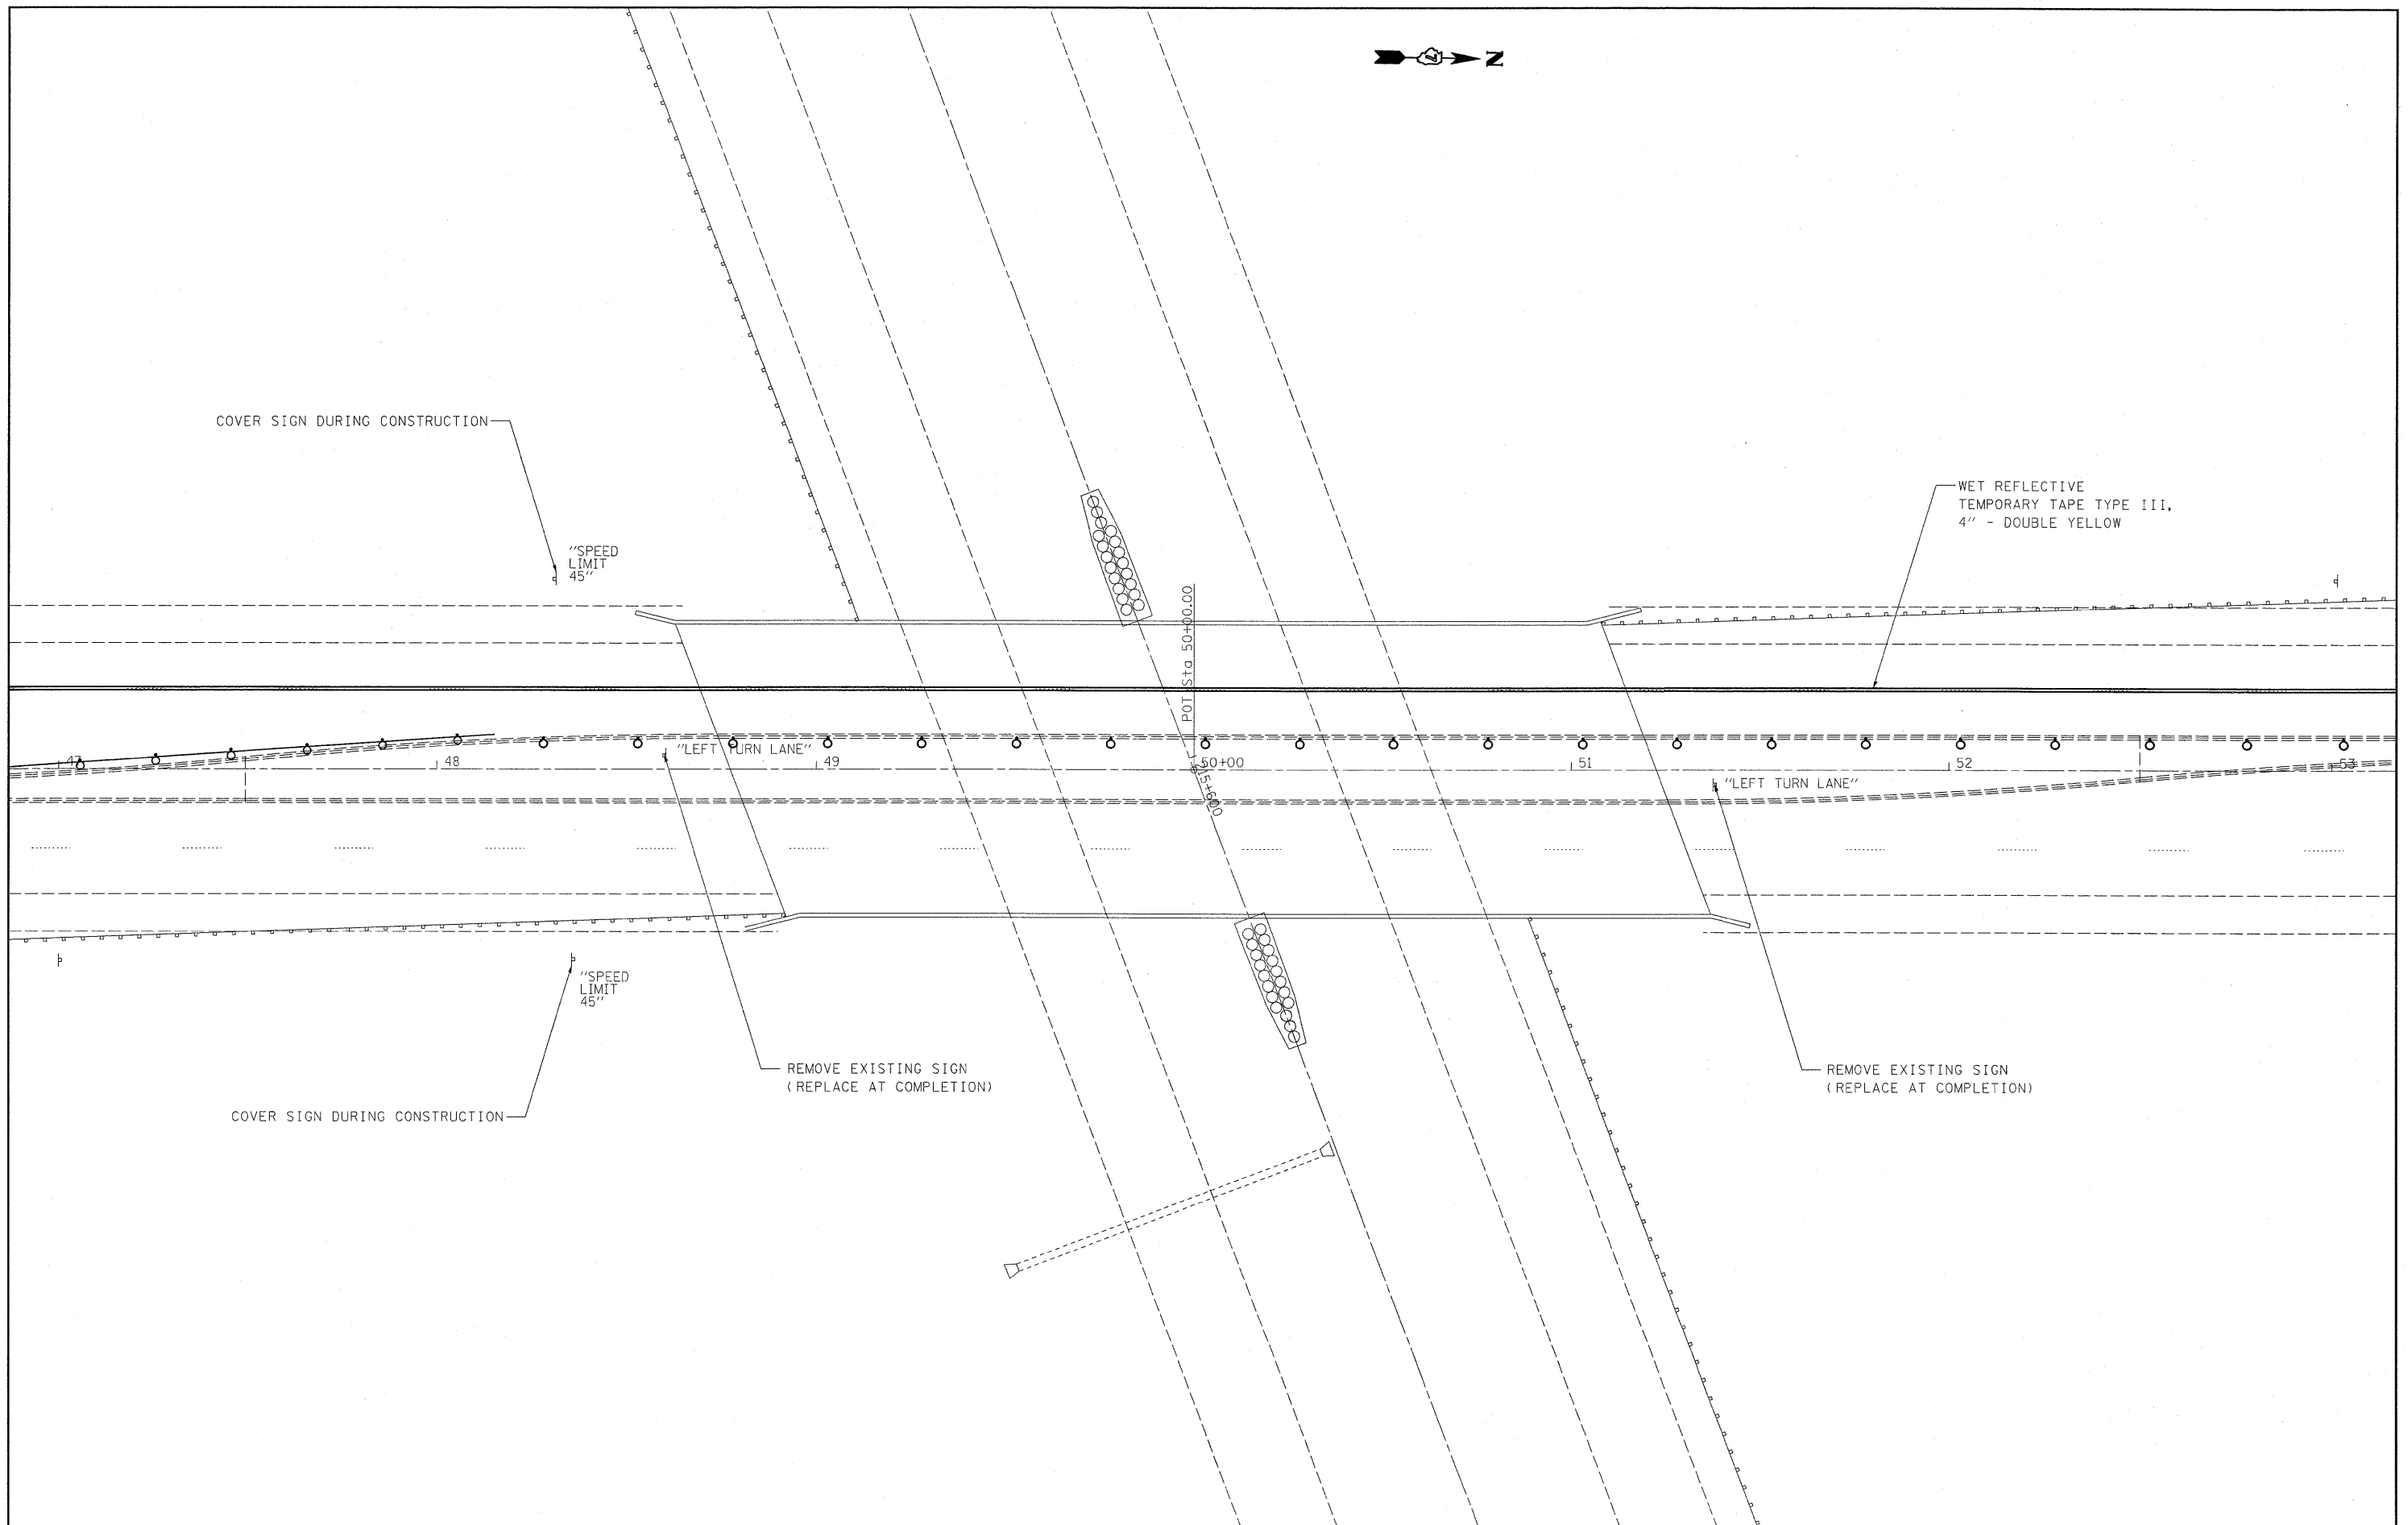 N
COVER SIGN DURING CONSTRUCTION
"SPEED
LIMIT
45"
WET REFLECTIVE
TEMPORARY TAPE TYPE III,
4" - DOUBLE YELLOW
POT Sta 50+00.00
47
48
"LEFT TURN LANE"
49
50+00
51
52
53
215+600
"LEFT TURN LANE"
"SPEED
LIMIT
45"
REMOVE EXISTING SIGN
(REPLACE AT COMPLETION)
REMOVE EXISTING SIGN
(REPLACE AT COMPLETION)
COVER SIGN DURING CONSTRUCTION